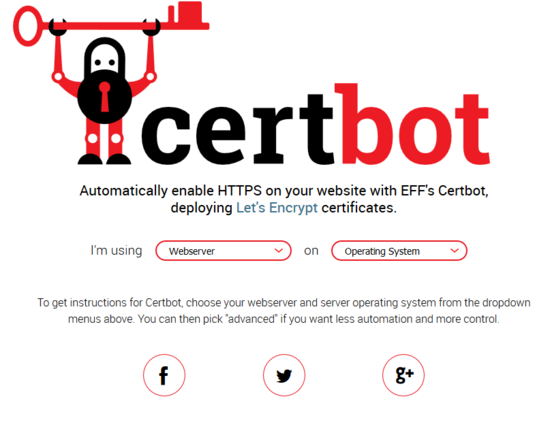 certbot
Automatically enable HTTPS on your website with EFF's Certbot,
deploying Let's Encrypt certificates.
I'm using Webserver on Operating System
To get instructions for Certbot, choose your webserver and server operating system from the dropdown
menus above. You can then pick "advanced" if you want less automation and more control.
f g+